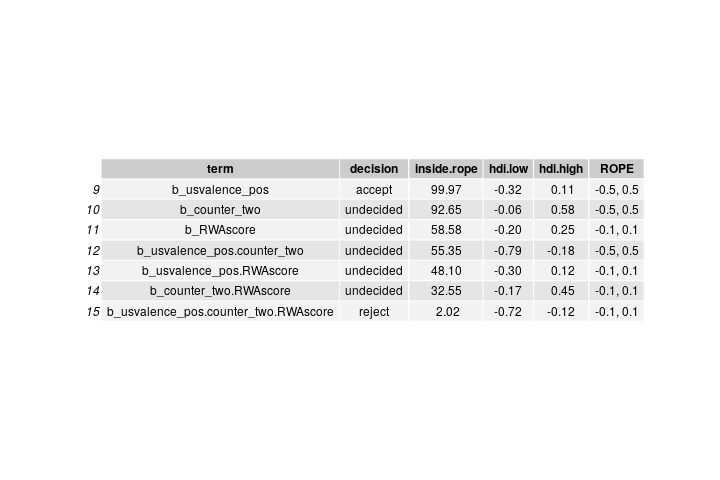 term decision inside.rope hdi.low hdi.high ROPE
9 b_usvalence_pos accept 99.97 -0.32 0.11 -0.5, 0.5
10 b_counter_two undecided 92.65 -0.06 0.58 -0.5, 0.5
11 b_RWAscore undecided 58.58 -0.20 0.25 -0.1, 0.1
12 b_usvalence_pos.counter_two undecided 55.35 -0.79 -0.18 -0.5, 0.5
13 b_usvalence_pos.RWAscore undecided 48.10 -0.30 0.12 -0.1, 0.1
14 b_counter_two.RWAscore undecided 32.55 -0.17 0.45 -0.1, 0.1
15 b_usvalence_pos.counter_two.RWAscore reject 2.02 -0.72 -0.12 -0.1, 0.1